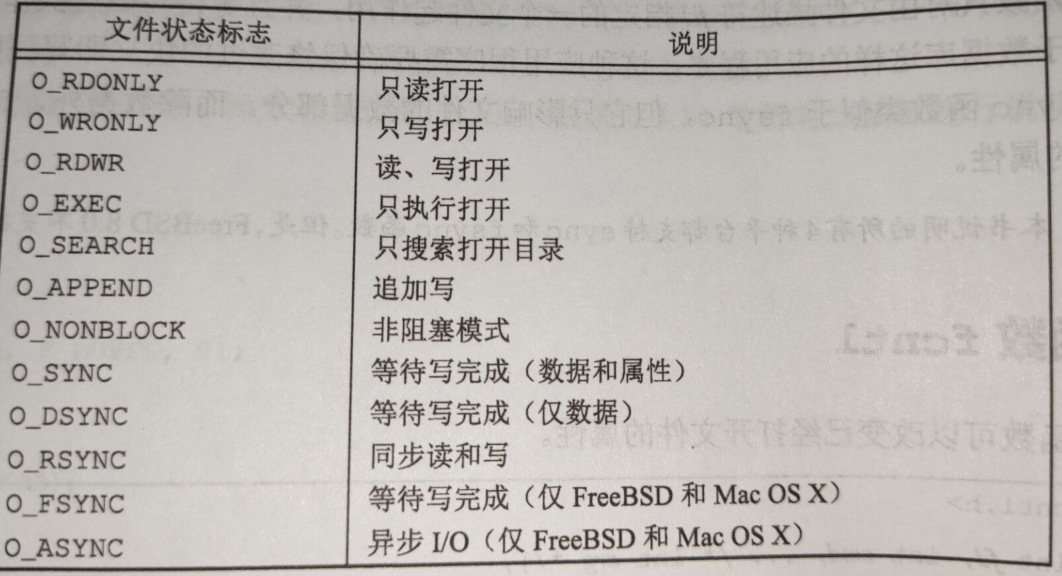 文件状态标志 说明
O_RDONLY 只读打开
O_WRONLY 只写打开
O_RDWR 读、写打开
O_EXEC 只执行打开
O_SEARCH 只搜索打开目录
O_APPEND 追加写
O_NONBLOCK 非阻塞模式
O_SYNC 等待写完成（数据和属性）
O_DSYNC 等待写完成（仅数据）
O_RSYNC 同步读和写
O_FSYNC 等待写完成（仅 FreeBSD 和 Mac OS X）
O_ASYNC 异步 I/O（仅 FreeBSD 和 Mac OS X）